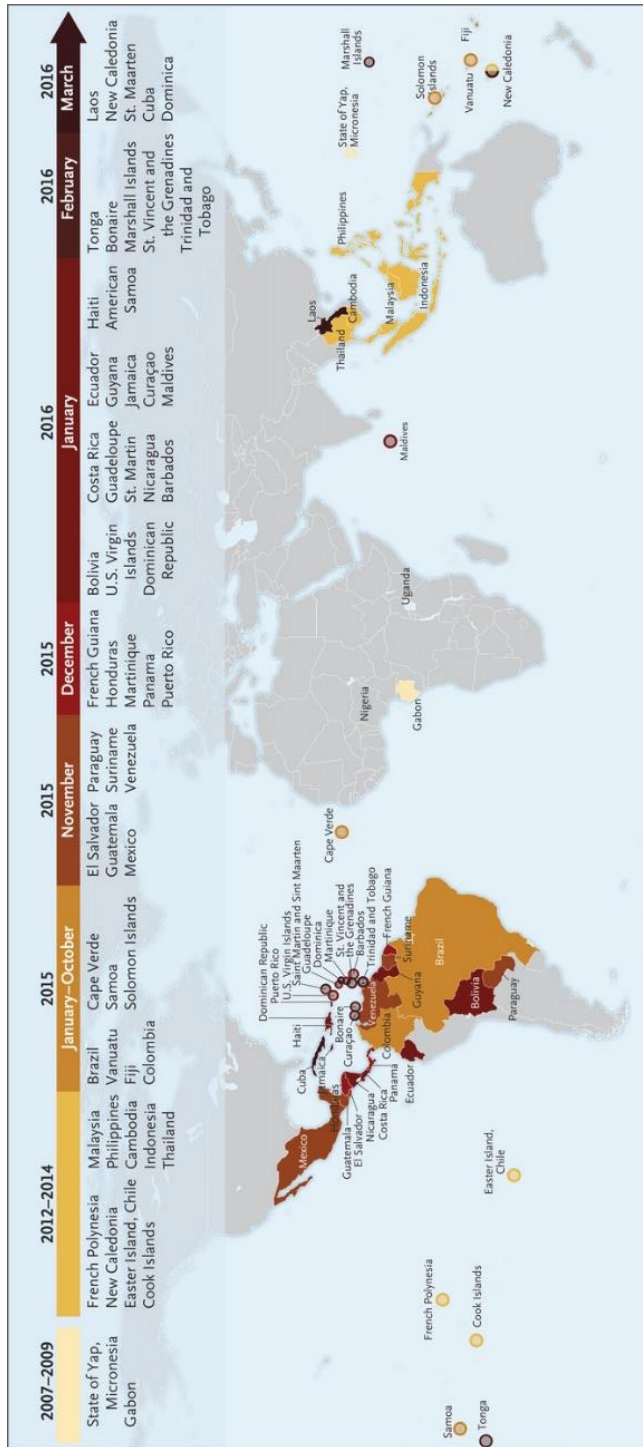 2007–2009
2012–2014
2015
2015
2015
2016
2016
2016
January–October
November
December
January
February
March
State of Yap,
Micronesia
Gabon
French Polynesia
New Caledonia
Easter Island, Chile
Cook Islands
Malaysia
Philippines
Cambodia
Indonesia
Thailand
Brazil
Vanuatu
Fiji
Colombia
Cape Verde
Samoa
Solomon Islands
El Salvador
Guatemala
Mexico
Paraguay
Suriname
Venezuela
French Guiana
Honduras
Martinique
Panama
Puerto Rico
Bolivia
U.S. Virgin
Islands
Dominican
Republic
Costa Rica
Guadeloupe
St. Martin
Nicaragua
Barbados
Ecuador
Guyana
Jamaica
Curaçao
Maldives
Haiti
American
Samoa
Tonga
Bonaire
Marshall Islands
St. Vincent and
the Grenadines
Trinidad and
Tobago
Laos
New Caledonia
St. Maarten
Cuba
Dominica
Dominican Republic
Puerto Rico
U.S. Virgin Islands
Saint Martin and Sint Maarten
Guadeloupe
Dominica
Martinique
St. Vincent and
the Grenadines
Barbados
Trinidad and Tobago
French Guiana
Suriname
Guyana
Haiti
Cuba
Jamaica
Bonaire
Curaçao
Venezuela
Mexico
Honduras
Guatemala
El Salvador
Nicaragua
Costa Rica
Panama
Colombia
Ecuador
Brazil
Bolivia
Paraguay
Easter Island,
Chile
French Polynesia
Cook Islands
Samoa
Tonga
Cape Verde
Nigeria
Gabon
Uganda
Maldives
Laos
Thailand
Cambodia
Philippines
Malaysia
Indonesia
State of Yap,
Micronesia
Marshall
Islands
Solomon
Islands
Vanuatu
Fiji
New Caledonia